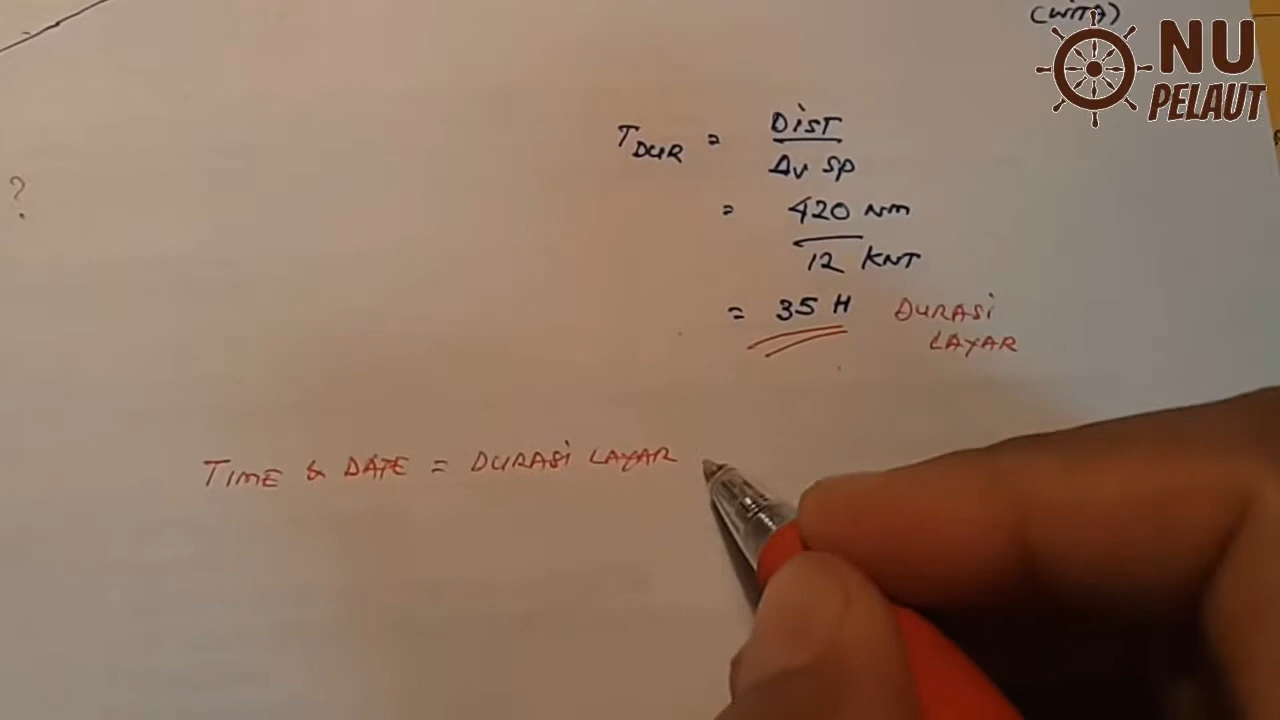 (WITA)
NU
PELAUT
T DUR = DIST
AV SP
= 420 NM
12 KNT
= 35 H DURASI
LAYAR
?
TIME & DATE = DURASI LAYAR